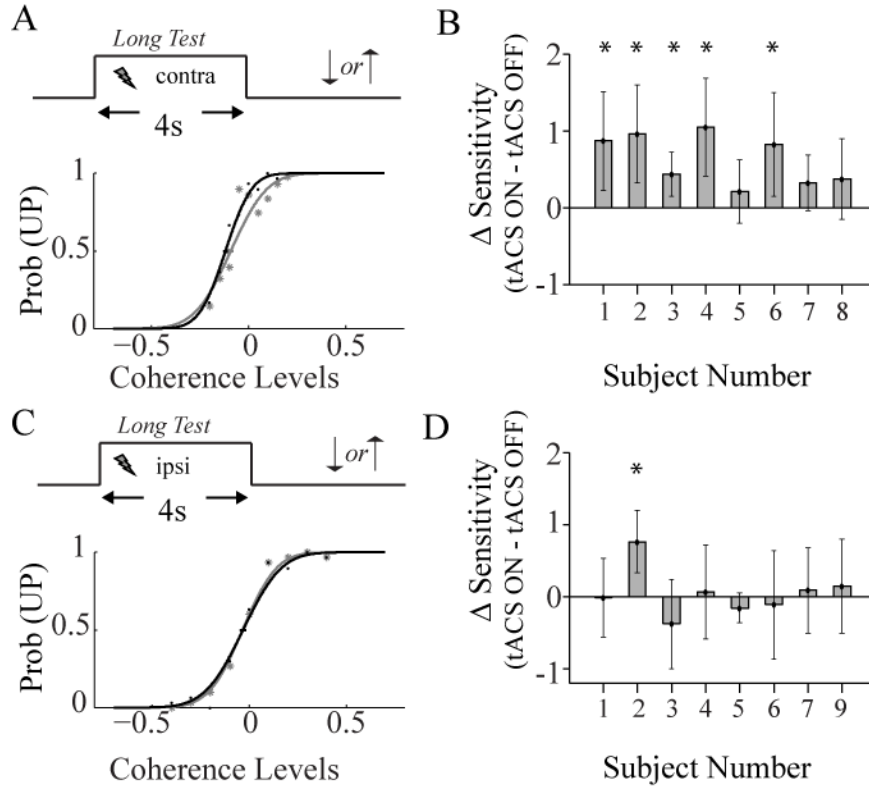 A
Long Test
contra
↓ or ↑
4s
1
0.5
0
Prob (UP)
−0.5 0 0.5
Coherence Levels
B
* * * * *
2
1
0
-1
Δ Sensitivity
(tACS ON - tACS OFF)
1 2 3 4 5 6 7 8
Subject Number
C
Long Test
ipsi
↓ or ↑
4s
1
0.5
0
Prob (UP)
−0.5 0 0.5
Coherence Levels
D
*
2
1
0
-1
Δ Sensitivity
(tACS ON - tACS OFF)
1 2 3 4 5 6 7 9
Subject Number